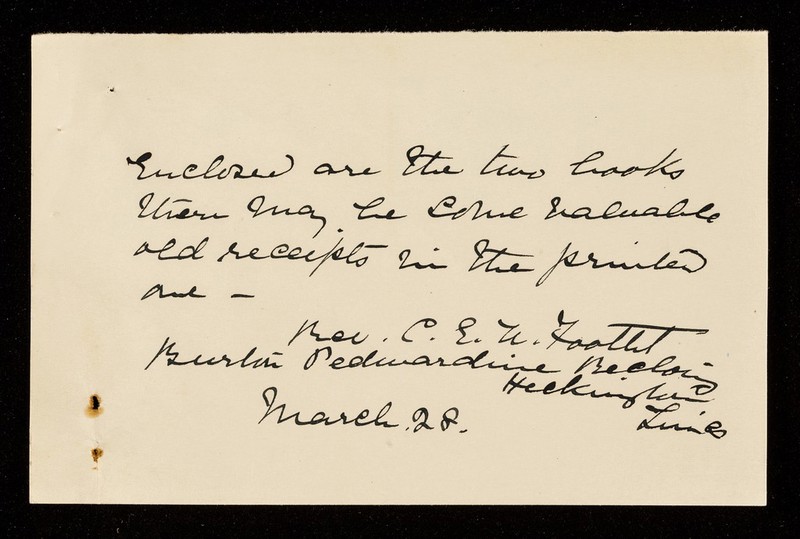 Enclosed are the two books
there may be some valuable
old receipts in the printed
one –
Rev. C. E. N.
Burton Pedwardine Rectory
Heckington
Lincs
March. 28.